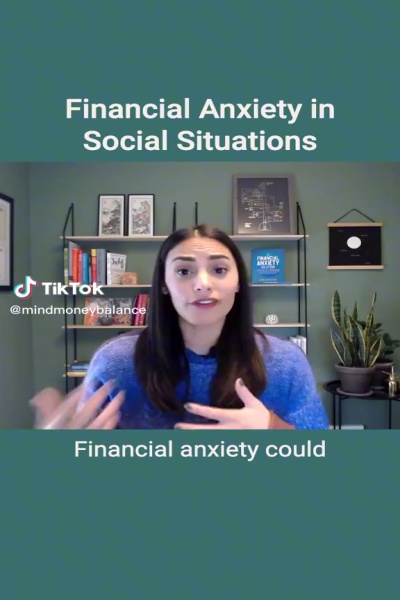 Financial Anxiety in
Social Situations
FINANCIAL
ANXIETY
TikTok
@mindmoneybalance
Financial anxiety could